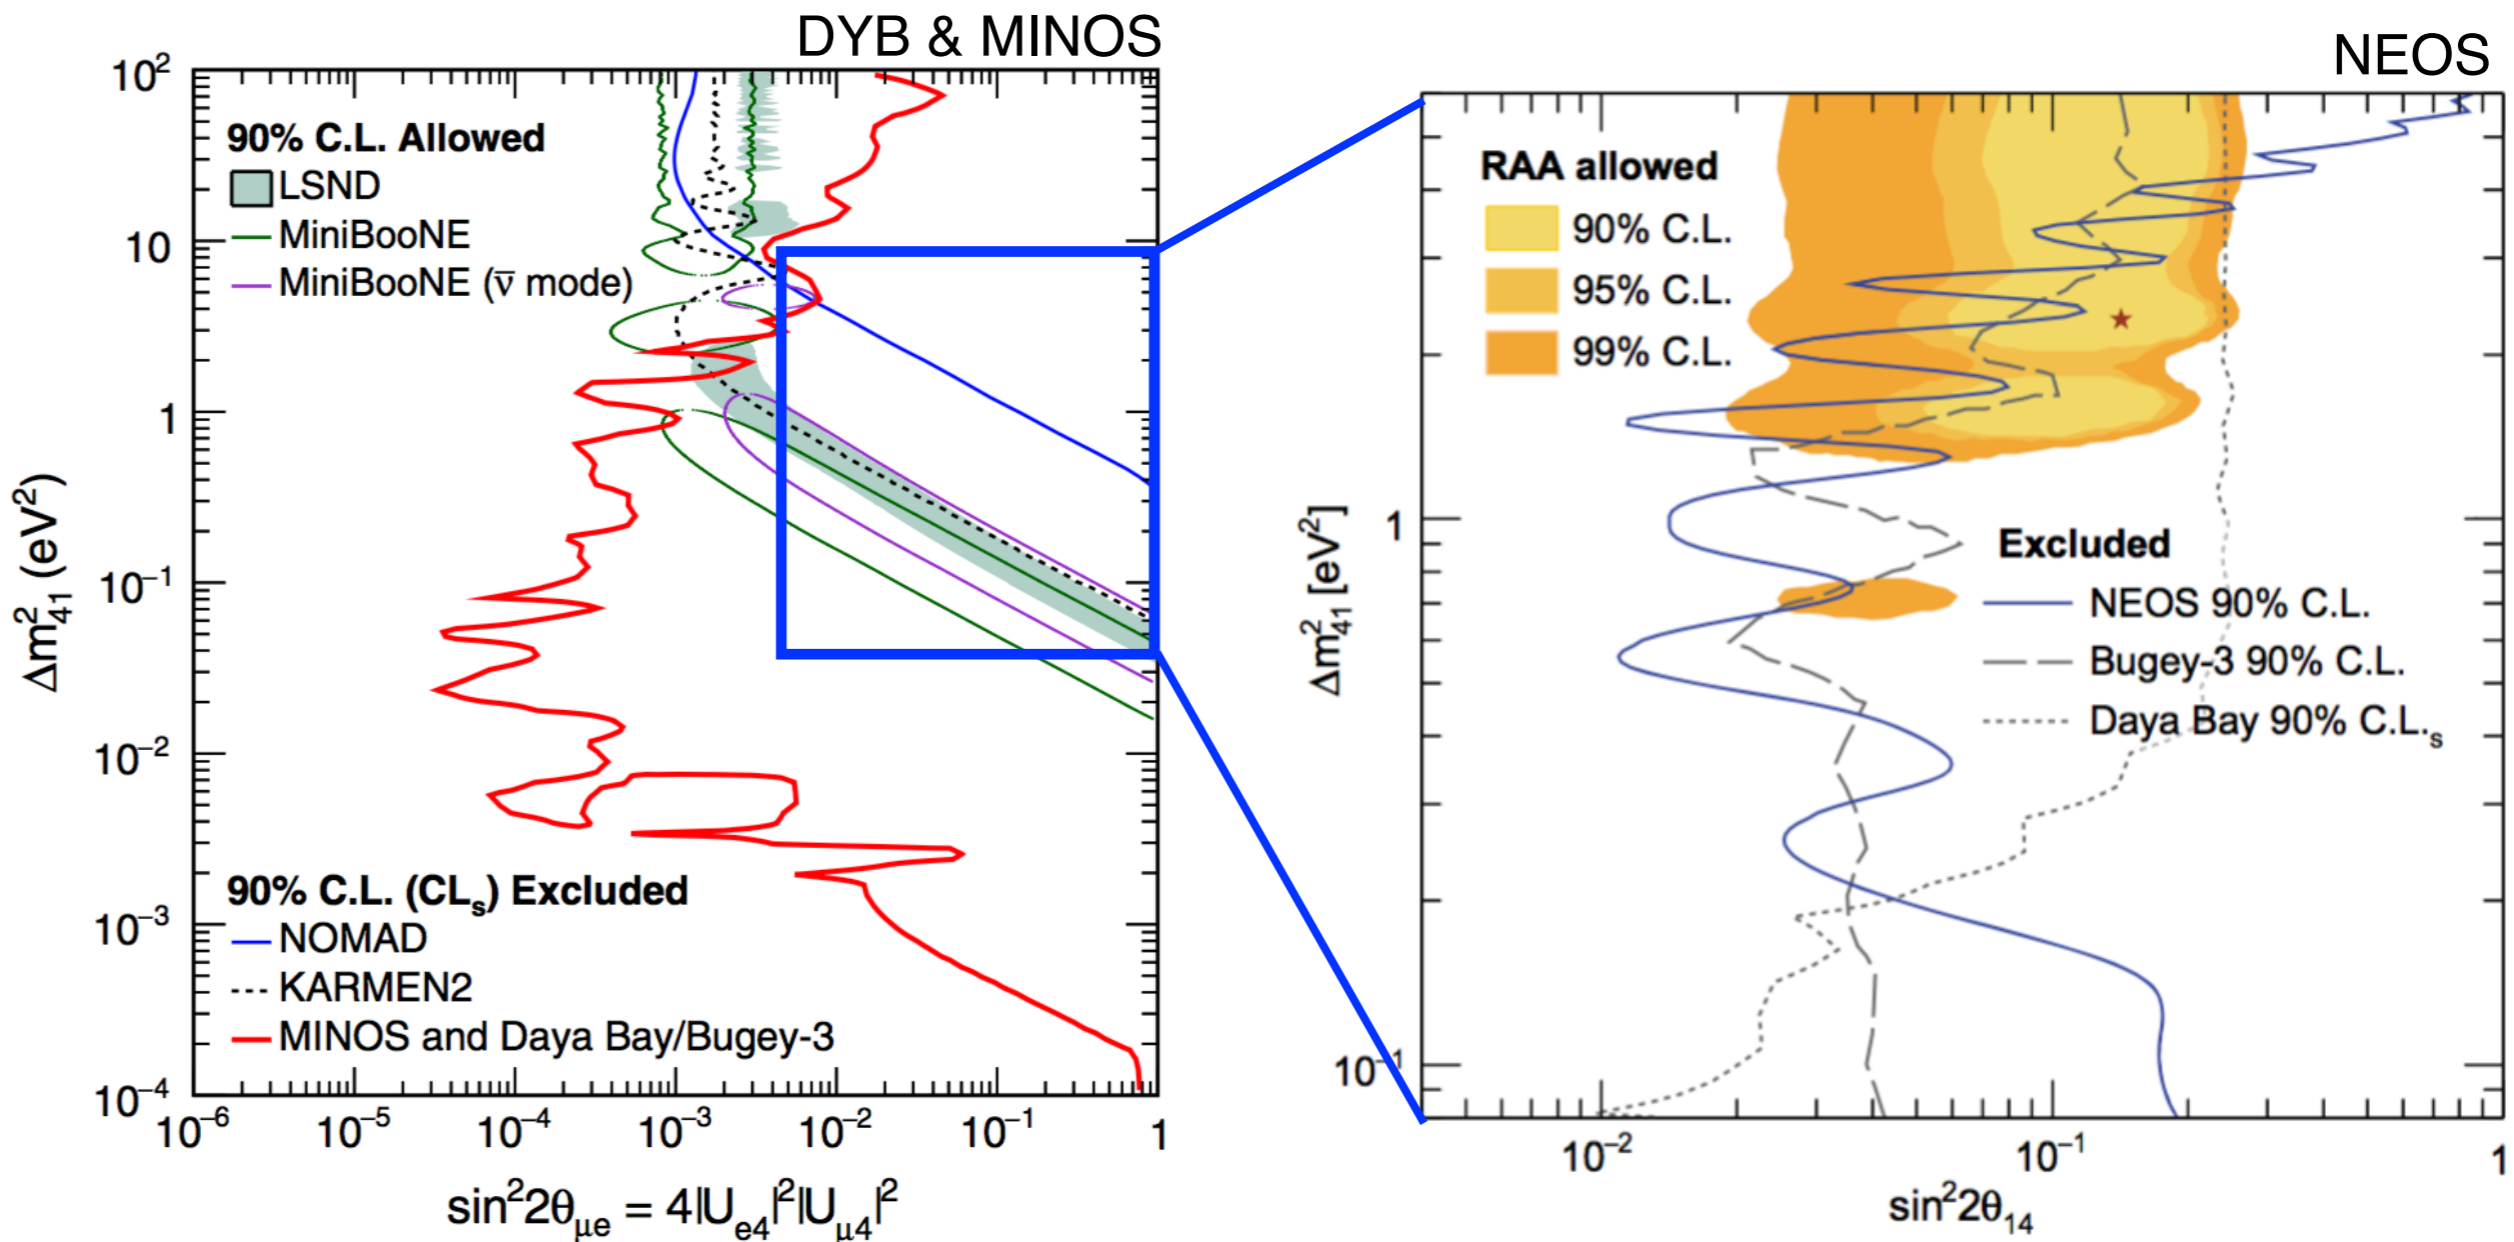 DYB & MINOS
10²
10
1
10⁻¹
10⁻²
10⁻³
10⁻⁴
Δm²₄₁ (eV²)
90% C.L. Allowed
LSND
MiniBooNE
MiniBooNE (ν̅ mode)
90% C.L. (CLₛ) Excluded
NOMAD
KARMEN2
MINOS and Daya Bay/Bugey-3
10⁻⁶ 10⁻⁵ 10⁻⁴ 10⁻³ 10⁻² 10⁻¹ 1
sin²2θμe = 4|Ue4|²|Uμ4|²
NEOS
RAA allowed
90% C.L.
95% C.L.
99% C.L.
Δm²₄₁ [eV²]
1
10⁻¹
Excluded
NEOS 90% C.L.
Bugey-3 90% C.L.
Daya Bay 90% C.L.ₛ
10⁻² 10⁻¹ 1
sin²2θ₁₄